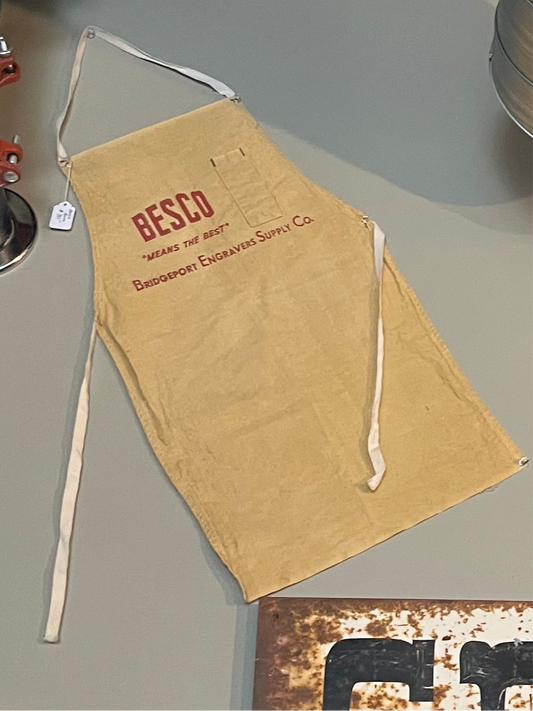 BESCO
"MEANS THE BEST"
BRIDGEPORT ENGRAVERS SUPPLY CO.